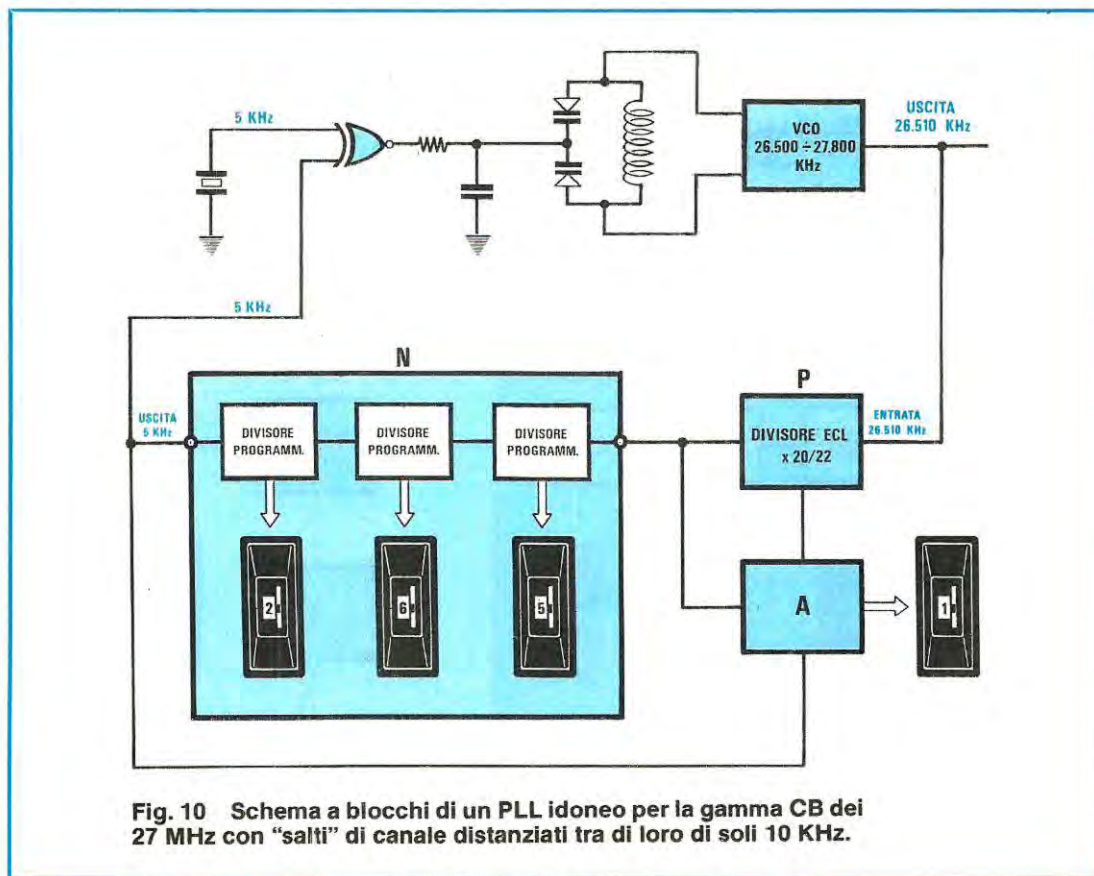 5 KHz
VCO
26.500 ÷ 27.800
KHz
USCITA
26.510 KHz
5 KHz
N
P
USCITA
5 KHz
DIVISORE
PROGRAMM.
DIVISORE
PROGRAMM.
DIVISORE
PROGRAMM.
DIVISORE ECL
x 20/22
ENTRATA
26.510 KHz
2
6
5
A
1
Fig. 10 Schema a blocchi di un PLL idoneo per la gamma CB dei
27 MHz con "salti" di canale distanziati tra di loro di soli 10 KHz.